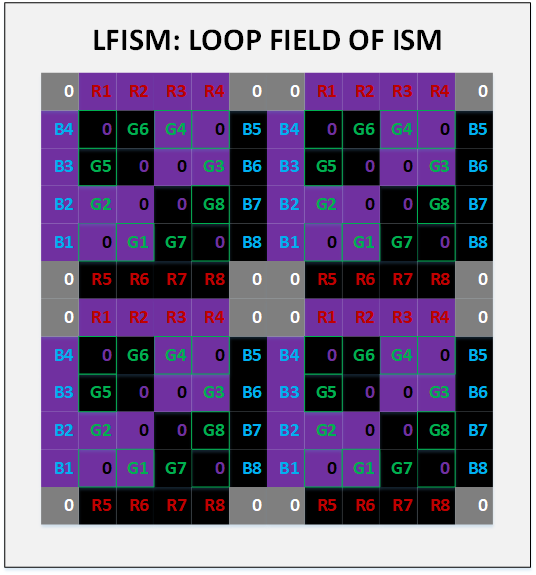 LFISM: LOOP FIELD OF ISM
0 R1 R2 R3 R4 0 0 R1 R2 R3 R4 0
B4 0 G6 G4 0 B5 B4 0 G6 G4 0 B5
B3 G5 0 0 G3 B6 B3 G5 0 0 G3 B6
B2 G2 0 0 G8 B7 B2 G2 0 0 G8 B7
B1 0 G1 G7 0 B8 B1 0 G1 G7 0 B8
0 R5 R6 R7 R8 0 0 R5 R6 R7 R8 0
0 R1 R2 R3 R4 0 0 R1 R2 R3 R4 0
B4 0 G6 G4 0 B5 B4 0 G6 G4 0 B5
B3 G5 0 0 G3 B6 B3 G5 0 0 G3 B6
B2 G2 0 0 G8 B7 B2 G2 0 0 G8 B7
B1 0 G1 G7 0 B8 B1 0 G1 G7 0 B8
0 R5 R6 R7 R8 0 0 R5 R6 R7 R8 0